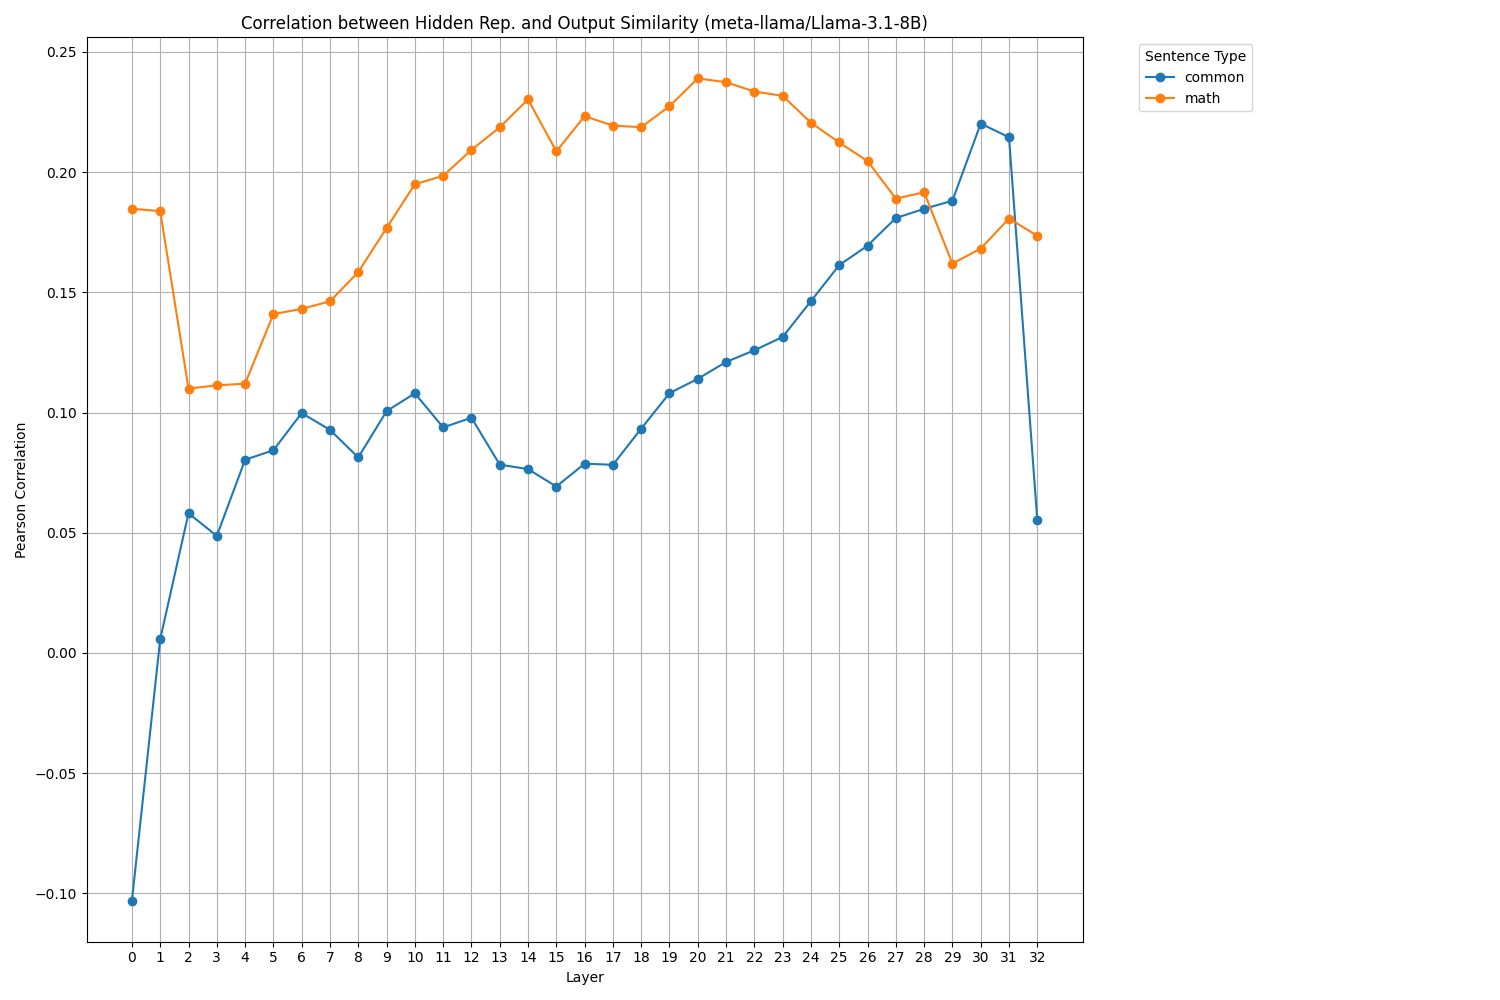 Correlation between Hidden Rep. and Output Similarity (meta-llama/Llama-3.1-8B)
Sentence Type
common
math
Pearson Correlation
0.25
0.20
0.15
0.10
0.05
0.00
−0.05
−0.10
0 1 2 3 4 5 6 7 8 9 10 11 12 13 14 15 16 17 18 19 20 21 22 23 24 25 26 27 28 29 30 31 32
Layer